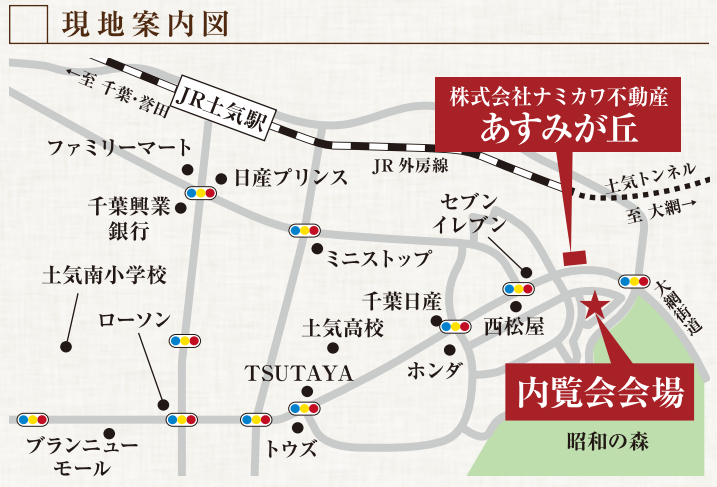 現地案内図
←至 千葉・誉田
JR土気駅
株式会社ナミカワ不動産
あすみが丘
ファミリーマート
日産プリンス
JR 外房線
土気トンネル
至 大網→
千葉興業
銀行
セブン
イレブン
ミニストップ
土気南小学校
千葉日産
大網街道
ローソン
土気高校
西松屋
TSUTAYA
ホンダ
内覧会会場
ブランニュー
モール
トウズ
昭和の森